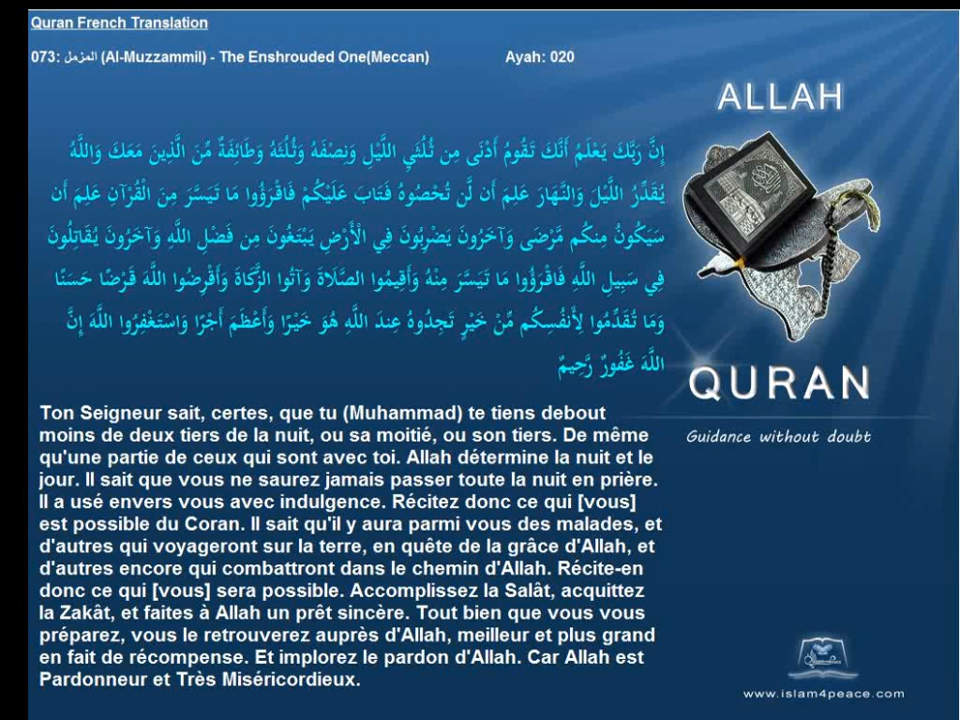 Quran French Translation
073: المزمل (Al-Muzzammil) - The Enshrouded One(Meccan) Ayah: 020
ALLAH
إِنَّ رَبَّكَ يَعْلَمُ أَنَّكَ تَقُومُ أَدْنَى مِن ثُلُثَيِ اللَّيْلِ وَنِصْفَهُ وَثُلُثَهُ وَطَائِفَةٌ مِّنَ الَّذِينَ مَعَكَ وَاللَّهُ
يُقَدِّرُ اللَّيْلَ وَالنَّهَارَ عَلِمَ أَن لَّن تُحْصُوهُ فَتَابَ عَلَيْكُمْ فَاقْرَؤُوا مَا تَيَسَّرَ مِنَ الْقُرْآنِ عَلِمَ أَن
سَيَكُونُ مِنكُم مَّرْضَى وَآخَرُونَ يَضْرِبُونَ فِي الْأَرْضِ يَبْتَغُونَ مِن فَضْلِ اللَّهِ وَآخَرُونَ يُقَاتِلُونَ
فِي سَبِيلِ اللَّهِ فَاقْرَؤُوا مَا تَيَسَّرَ مِنْهُ وَأَقِيمُوا الصَّلَاةَ وَآتُوا الزَّكَاةَ وَأَقْرِضُوا اللَّهَ قَرْضًا حَسَنًا
وَمَا تُقَدِّمُوا لِأَنفُسِكُم مِّنْ خَيْرٍ تَجِدُوهُ عِندَ اللَّهِ هُوَ خَيْرًا وَأَعْظَمَ أَجْرًا وَاسْتَغْفِرُوا اللَّهَ إِنَّ
اللَّهَ غَفُورٌ رَّحِيمٌ
QURAN
Guidance without doubt
Ton Seigneur sait, certes, que tu (Muhammad) te tiens debout
moins de deux tiers de la nuit, ou sa moitié, ou son tiers. De même
qu'une partie de ceux qui sont avec toi. Allah détermine la nuit et le
jour. Il sait que vous ne saurez jamais passer toute la nuit en prière.
Il a usé envers vous avec indulgence. Récitez donc ce qui [vous]
est possible du Coran. Il sait qu'il y aura parmi vous des malades, et
d'autres qui voyageront sur la terre, en quête de la grâce d'Allah, et
d'autres encore qui combattront dans le chemin d'Allah. Récite-en
donc ce qui [vous] sera possible. Accomplissez la Salât, acquittez
la Zakât, et faites à Allah un prêt sincère. Tout bien que vous vous
préparez, vous le retrouverez auprès d'Allah, meilleur et plus grand
en fait de récompense. Et implorez le pardon d'Allah. Car Allah est
Pardonneur et Très Miséricordieux.
www.islam4peace.com